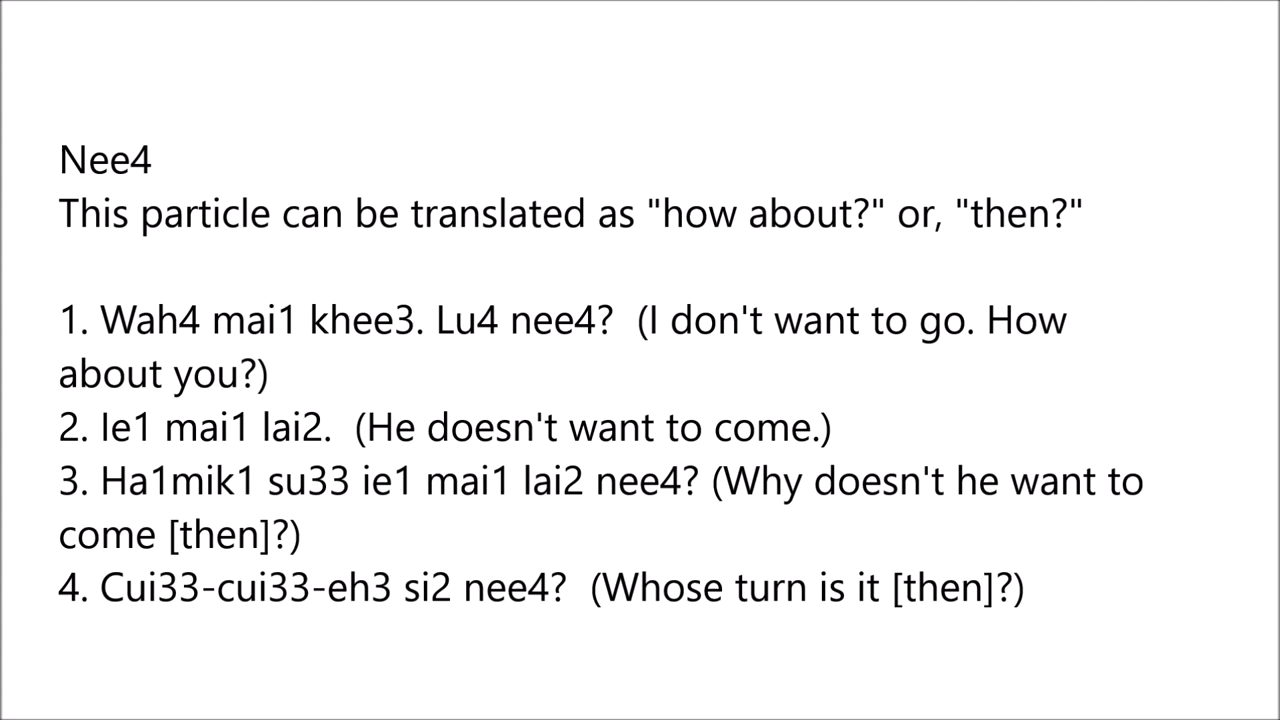 Nee4
This particle can be translated as "how about?" or, "then?"
1. Wah4 mai1 khee3. Lu4 nee4?  (I don't want to go. How
about you?)
2. Ie1 mai1 lai2.  (He doesn't want to come.)
3. Ha1mik1 su33 ie1 mai1 lai2 nee4? (Why doesn't he want to
come [then]?)
4. Cui33-cui33-eh3 si2 nee4?  (Whose turn is it [then]?)